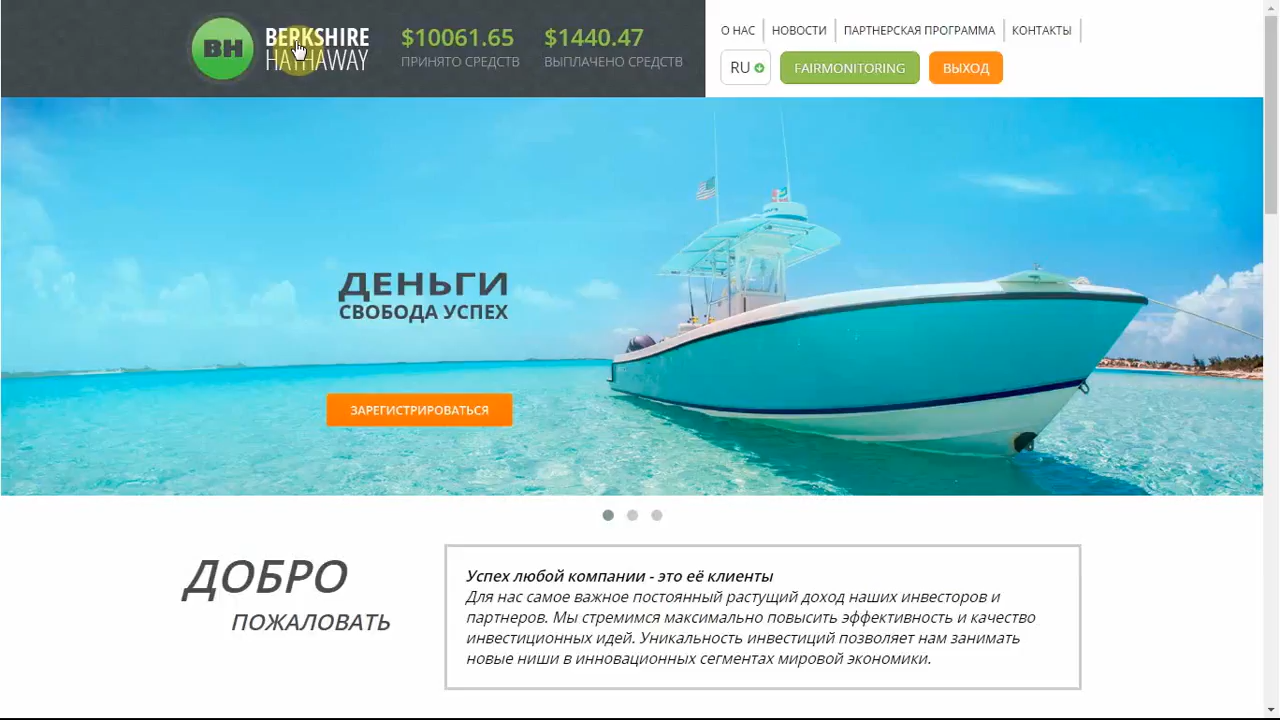 BH
BERKSHIRE
HATHAWAY
$10061.65
ПРИНЯТО СРЕДСТВ
$1440.47
ВЫПЛАЧЕНО СРЕДСТВ
О НАС
НОВОСТИ
ПАРТНЕРСКАЯ ПРОГРАММА
КОНТАКТЫ
RU
FAIRMONITORING
ВЫХОД
ДЕНЬГИ
СВОБОДА УСПЕХ
ЗАРЕГИСТРИРОВАТЬСЯ
ДОБРО
ПОЖАЛОВАТЬ
Успех любой компании - это её клиенты
Для нас самое важное постоянный растущий доход наших инвесторов и
партнеров. Мы стремимся максимально повысить эффективность и качество
инвестиционных идей. Уникальность инвестиций позволяет нам занимать
новые ниши в инновационных сегментах мировой экономики.